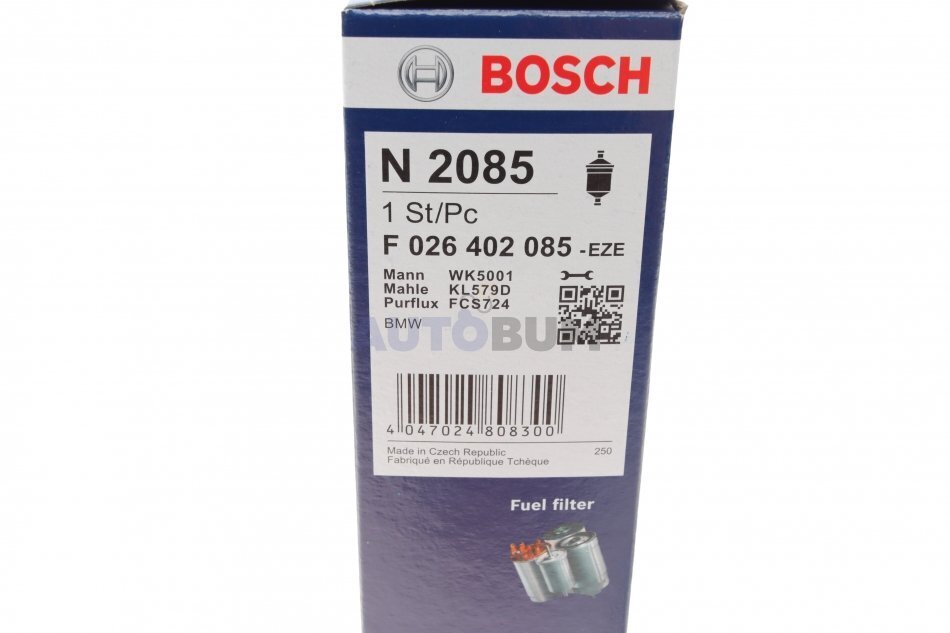 BOSCH
N 2085
1 St/Pc
F 026 402 085 -EZE
Mann WK5001
Mahle KL579D
Purflux FCS724
BMW
4 047024 808300
Made in Czech Republic
Fabriqué en République Tchèque
250
Fuel filter